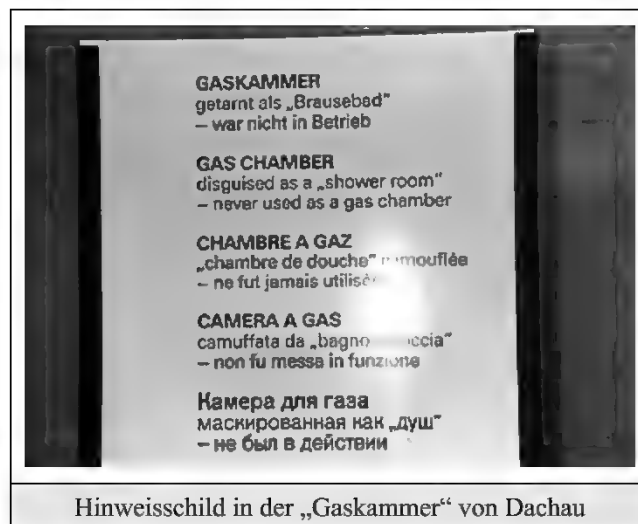 GASKAMMER
getarnt als „Brausebad"
– war nicht in Betrieb
GAS CHAMBER
disguised as a „shower room"
– never used as a gas chamber
CHAMBRE A GAZ
„chambre de douche"
– ne fut jamais
CAMERA A GAS
camuffata da „bagno
– non fu messa in funzione
Камера для газа
маскированная как „душ"
– не был в действии
Hinweisschild in der „Gaskammer“ von Dachau